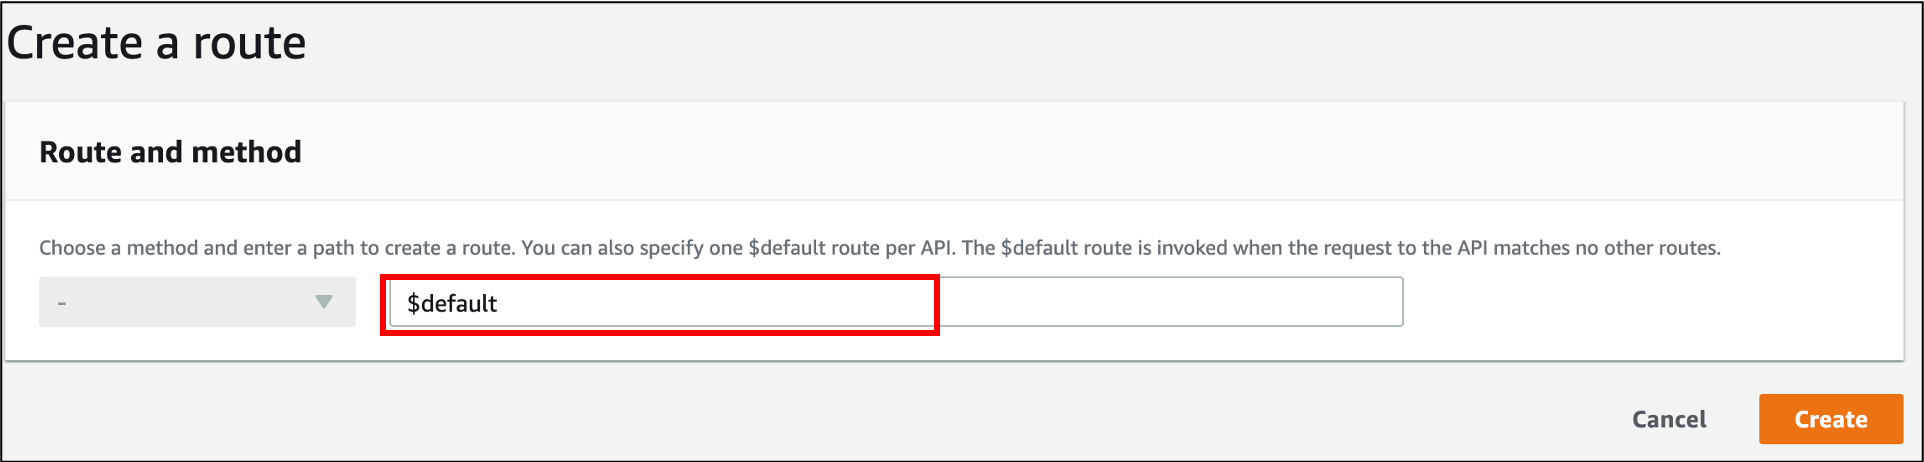 Create a route
Route and method
Choose a method and enter a path to create a route. You can also specify one $default route per API. The $default route is invoked when the request to the API matches no other routes.
-
$default
Cancel
Create